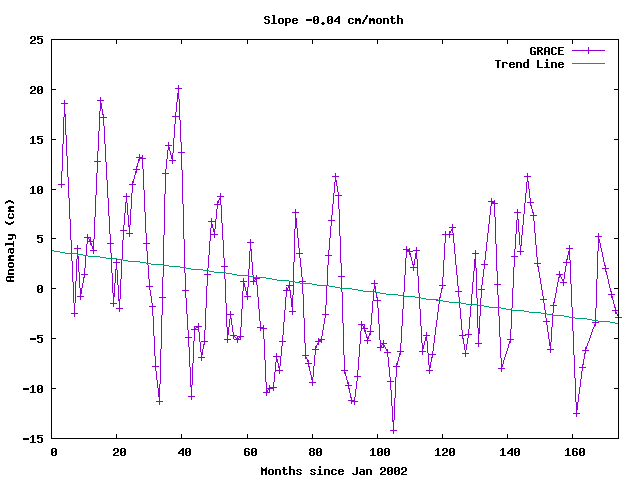 Slope -0.04 cm/month
25
20
15
10
5
0
-5
-10
-15
Anomaly (cm)
GRACE
Trend Line
0 20 40 60 80 100 120 140 160
Months since Jan 2002